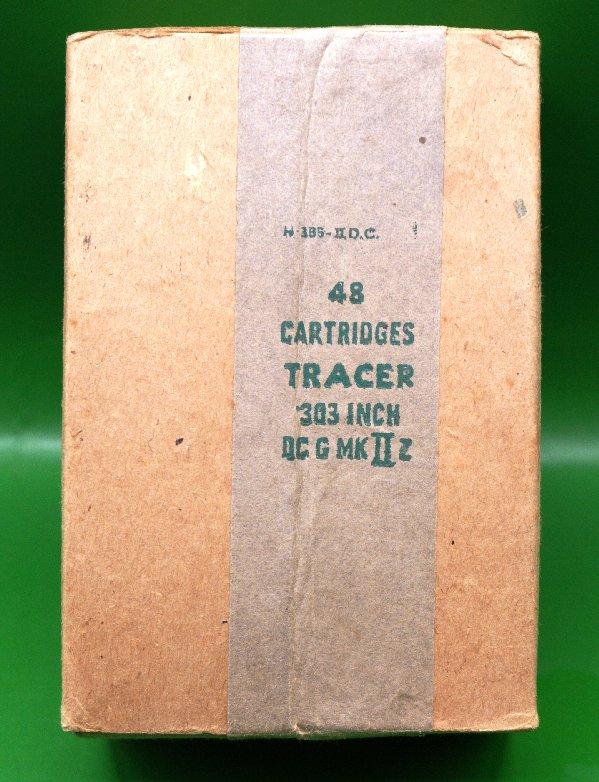 H-385-II D.C.
48
CARTRIDGES
TRACER
·303 INCH
DC G MK II Z